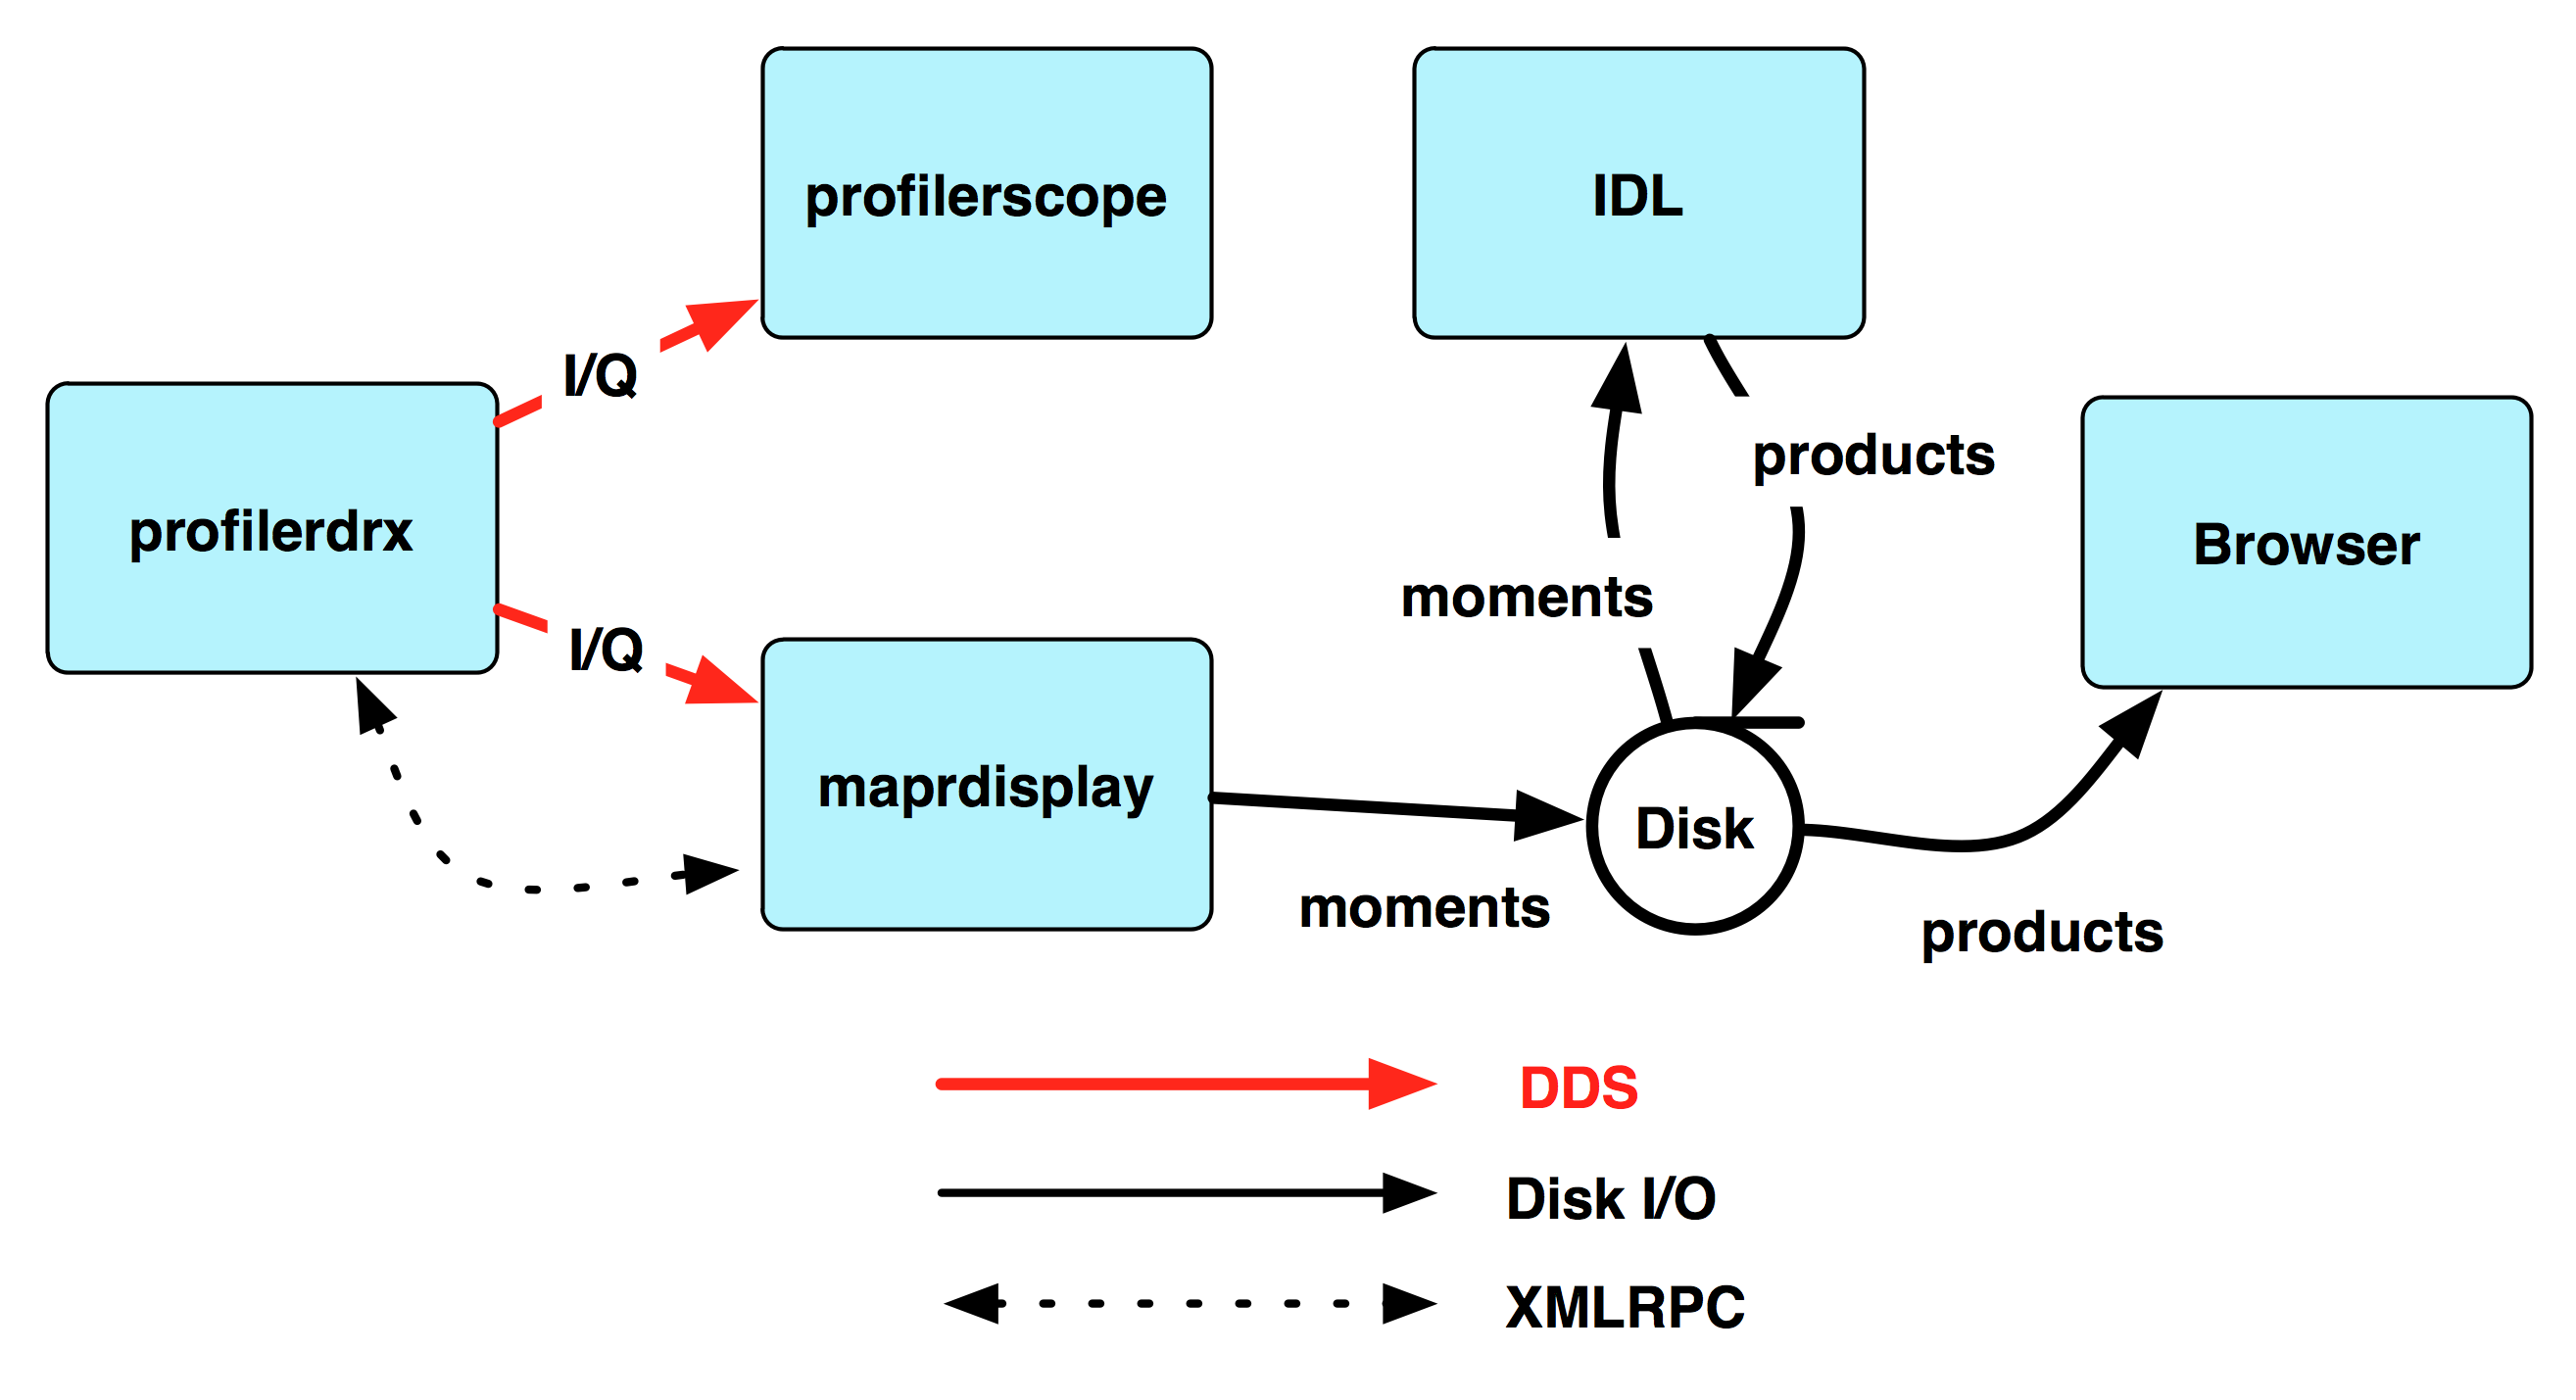 profilerscope
IDL
I/Q
products
profilerdrx
Browser
moments
I/Q
maprdisplay
Disk
moments
products
DDS
Disk I/O
XMLRPC